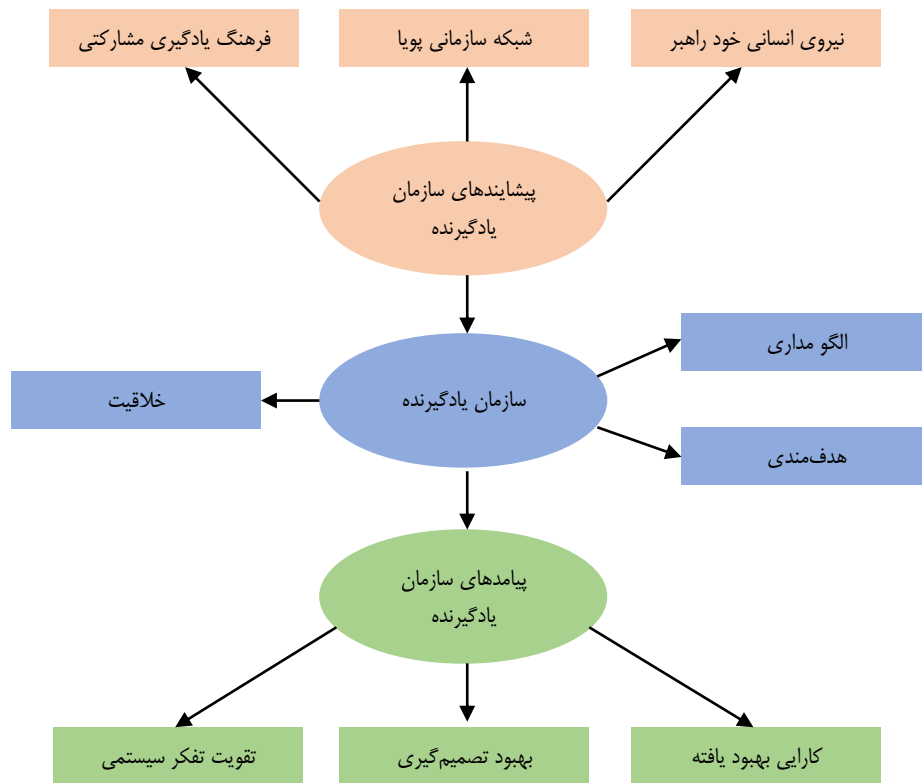 نیروی انسانی خود راهبر
شبکه سازمانی پویا
فرهنگ یادگیری مشارکتی
پیشایندهای سازمان
یادگیرنده
الگو مداری
سازمان یادگیرنده
خلاقیت
هدف‌مندی
پیامدهای سازمان
یادگیرنده
کارایی بهبود یافته
بهبود تصمیم‌گیری
تقویت تفکر سیستمی